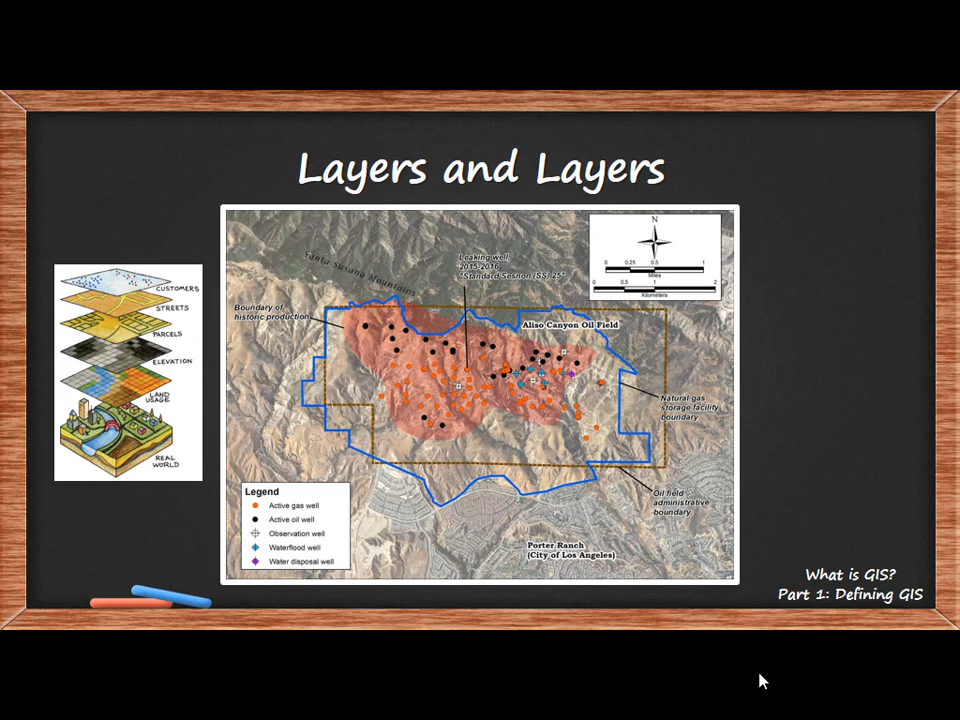 Layers and Layers
CUSTOMERS
STREETS
PARCELS
ELEVATION
LAND
USAGE
REAL
WORLD
N
0 0.25 0.5 1
Miles
0 0.5 1 2
Kilometers
Santa Susana Mountains
Leaking well,
2015-2016
"Standard Sesnon (SS) 25"
Boundary of
historic production
Aliso Canyon Oil Field
Natural gas
storage facility
boundary
Oil field
administrative
boundary
Porter Ranch
(City of Los Angeles)
Legend
Active gas well
Active oil well
Observation well
Waterflood well
Water disposal well
What is GIS?
Part 1: Defining GIS